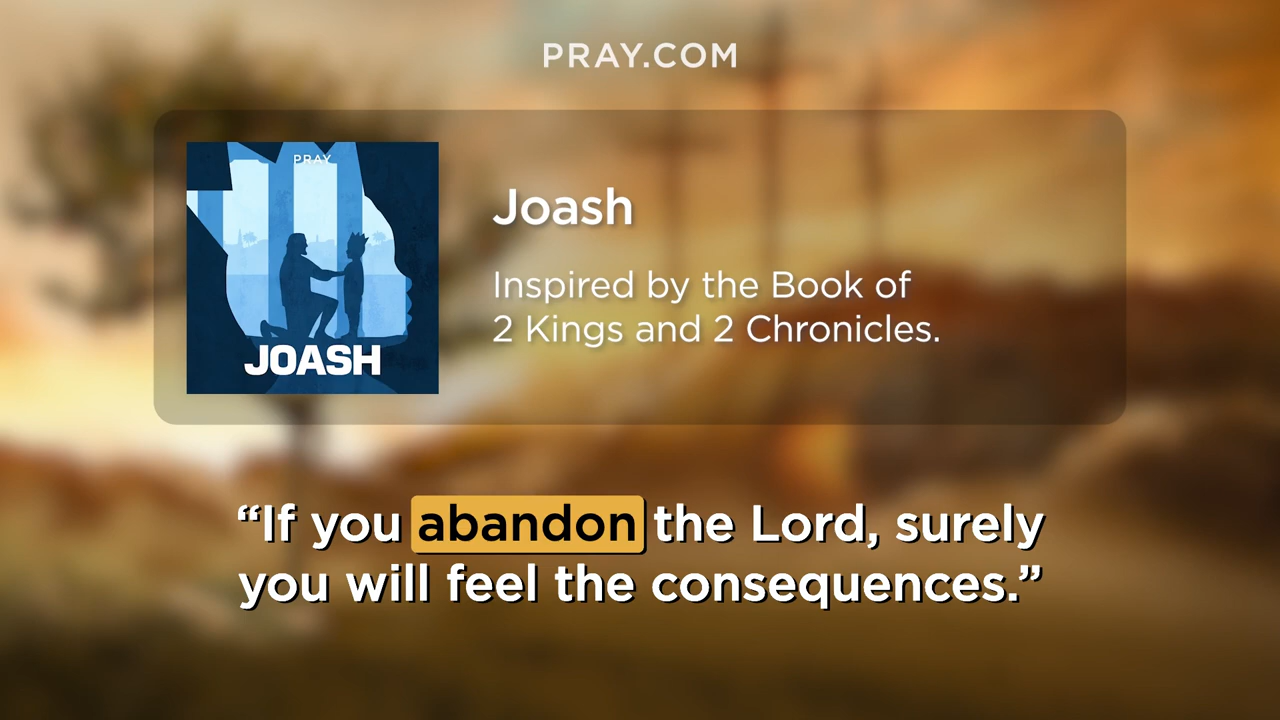 PRAY.COM
PRAY
JOASH
Joash
Inspired by the Book of
2 Kings and 2 Chronicles.
“If you abandon the Lord, surely
you will feel the consequences.”